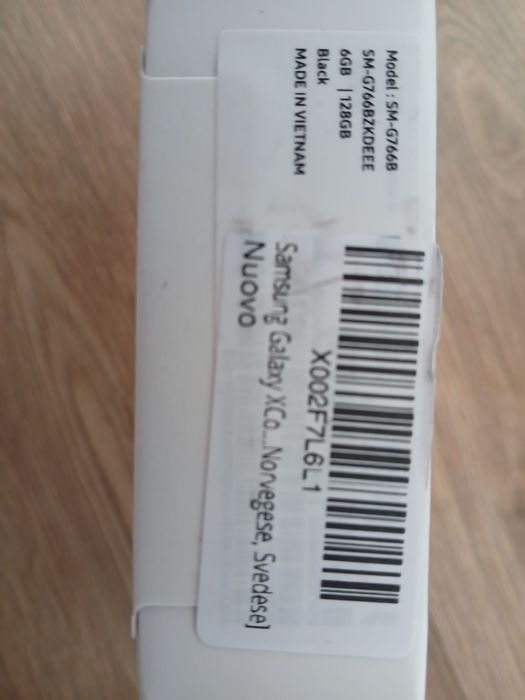 Model : SM-G766B
SM-G766BZKDEEE
6GB | 128GB
Black
MADE IN VIETNAM
X002F7L6L1
Samsung Galaxy XCo...Norvegese, Svedese]
Nuovo